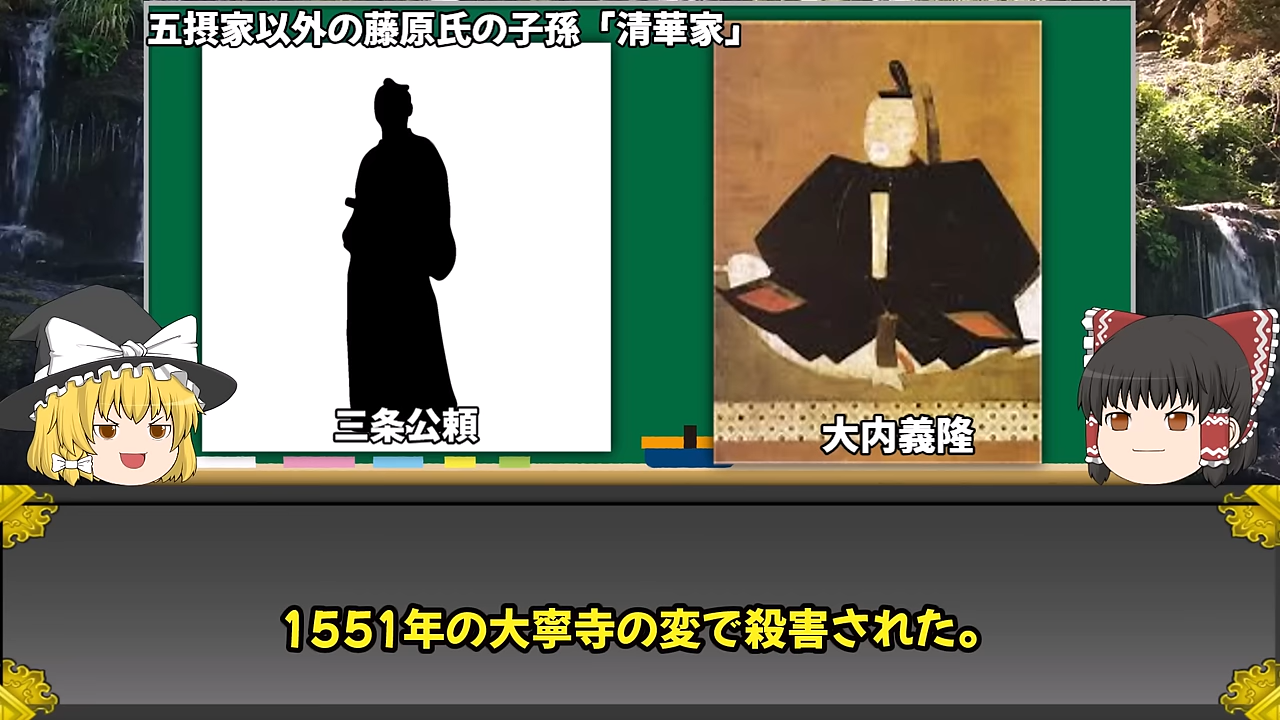 五摂家以外の藤原氏の子孫「清華家」
三条公頼
大内義隆
1551年の大寧寺の変で殺害された。